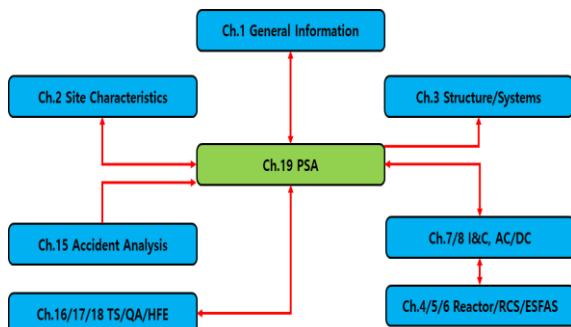 Ch.1 General Information
Ch.2 Site Characteristics
Ch.3 Structure/Systems
Ch.19 PSA
Ch.15 Accident Analysis
Ch.7/8 I&C, AC/DC
Ch.16/17/18 TS/QA/HFE
Ch.4/5/6 Reactor/RCS/ESFAS